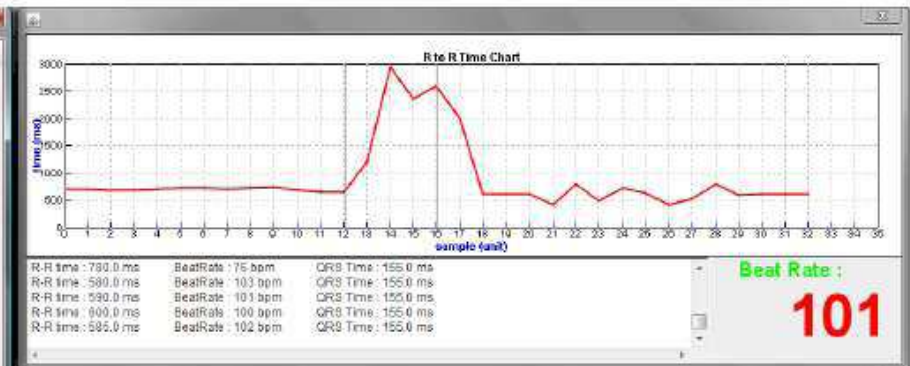 R to R Time Chart
3000
2500
2000
1500
1000
500
0
time (ms)
0 1 2 3 4 5 6 7 8 9 10 11 12 13 14 15 16 17 18 19 20 21 22 23 24 25 26 27 28 29 30 31 32 33 34 35
sample (unit)
R-R time : 780.0 ms BeatRate : 76 bpm QRS Time : 155.0 ms
R-R time : 580.0 ms BeatRate : 103 bpm QRS Time : 155.0 ms
R-R time : 590.0 ms BeatRate : 101 bpm QRS Time : 155.0 ms
R-R time : 600.0 ms BeatRate : 100 bpm QRS Time : 155.0 ms
R-R time : 585.0 ms BeatRate : 102 bpm QRS Time : 155.0 ms
Beat Rate :
101